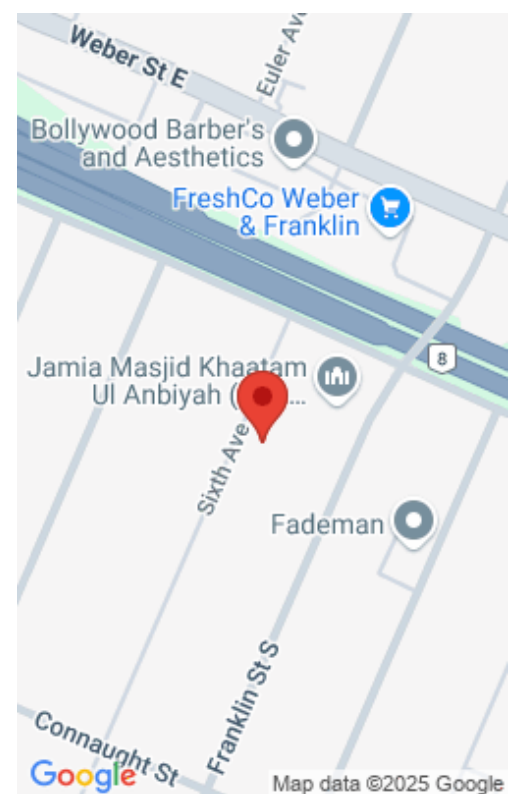 Weber St E
Euler Ave
Bollywood Barber's
and Aesthetics
FreshCo Weber
& Franklin
8
Jamia Masjid Khaatam
Ul Anbiyah (
...
Sixth Ave
Fademan
Franklin St S
Connaught St
Google
Map data ©2025 Google